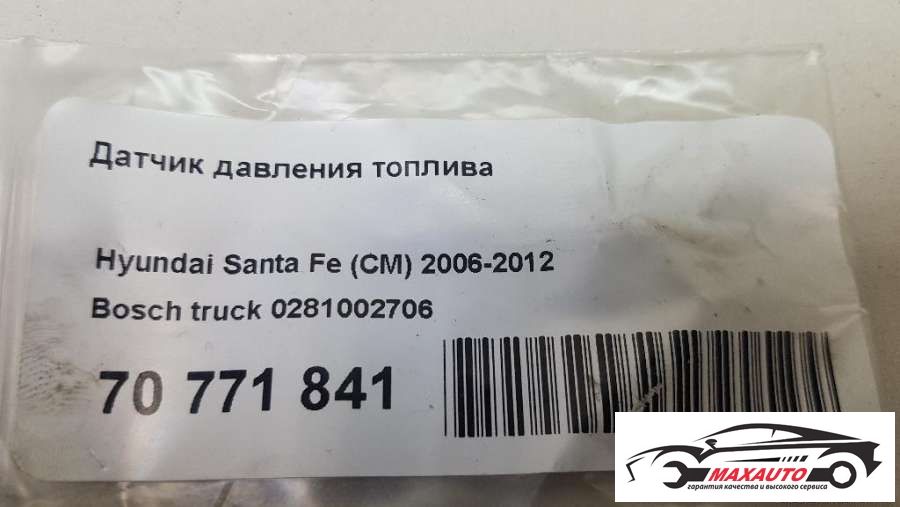 Датчик давления топлива
Hyundai Santa Fe (CM) 2006-2012
Bosch truck 0281002706
70 771 841
MAXAUTO
гарантия качества и высокого сервиса